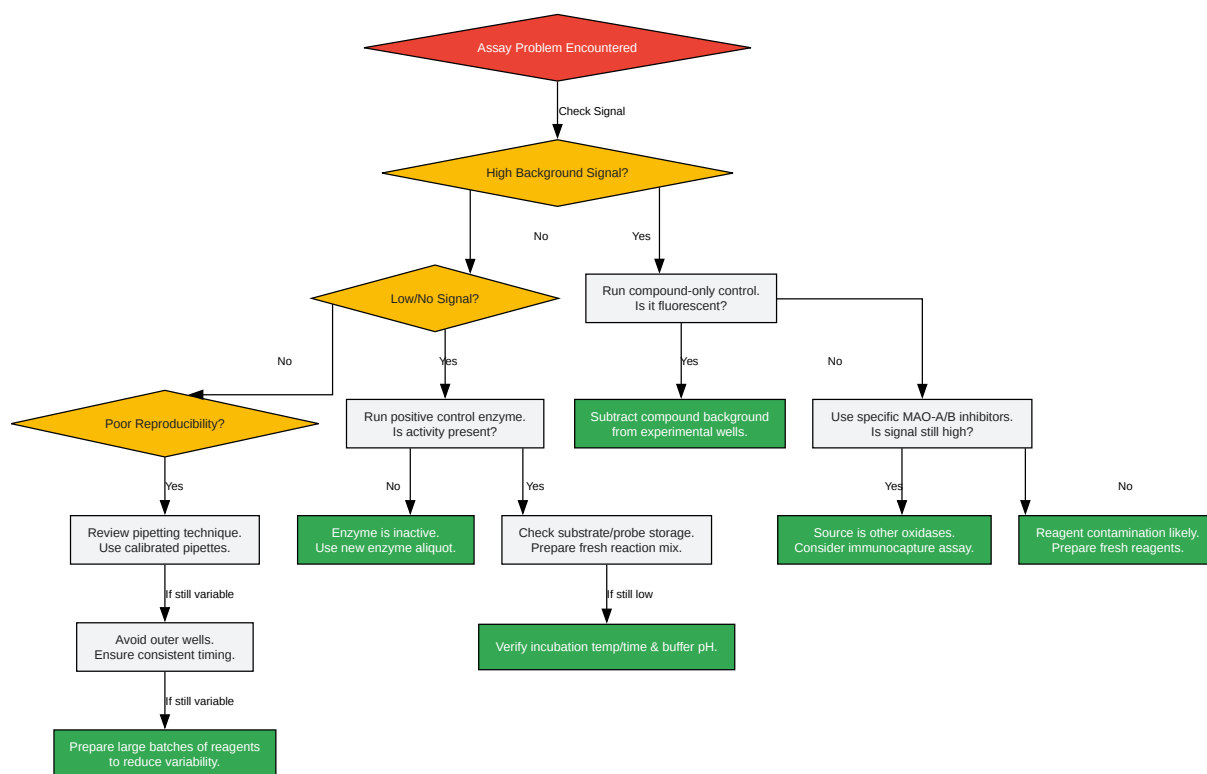 Assay Problem Encountered
Check Signal
High Background Signal?
No
Yes
Low/No Signal?
Run compound-only control.
Is it fluorescent?
No
Yes
Yes
No
Poor Reproducibility?
Run positive control enzyme.
Is activity present?
Subtract compound background
from experimental wells.
Use specific MAO-A/B inhibitors.
Is signal still high?
Yes
No
Yes
Yes
No
Review pipetting technique.
Use calibrated pipettes.
Enzyme is inactive.
Use new enzyme aliquot.
Check substrate/probe storage.
Prepare fresh reaction mix.
Source is other oxidases.
Consider immunocapture assay.
Reagent contamination likely.
Prepare fresh reagents.
If still variable
If still low
Avoid outer wells.
Ensure consistent timing.
Verify incubation temp/time & buffer pH.
If still variable
Prepare large batches of reagents
to reduce variability.